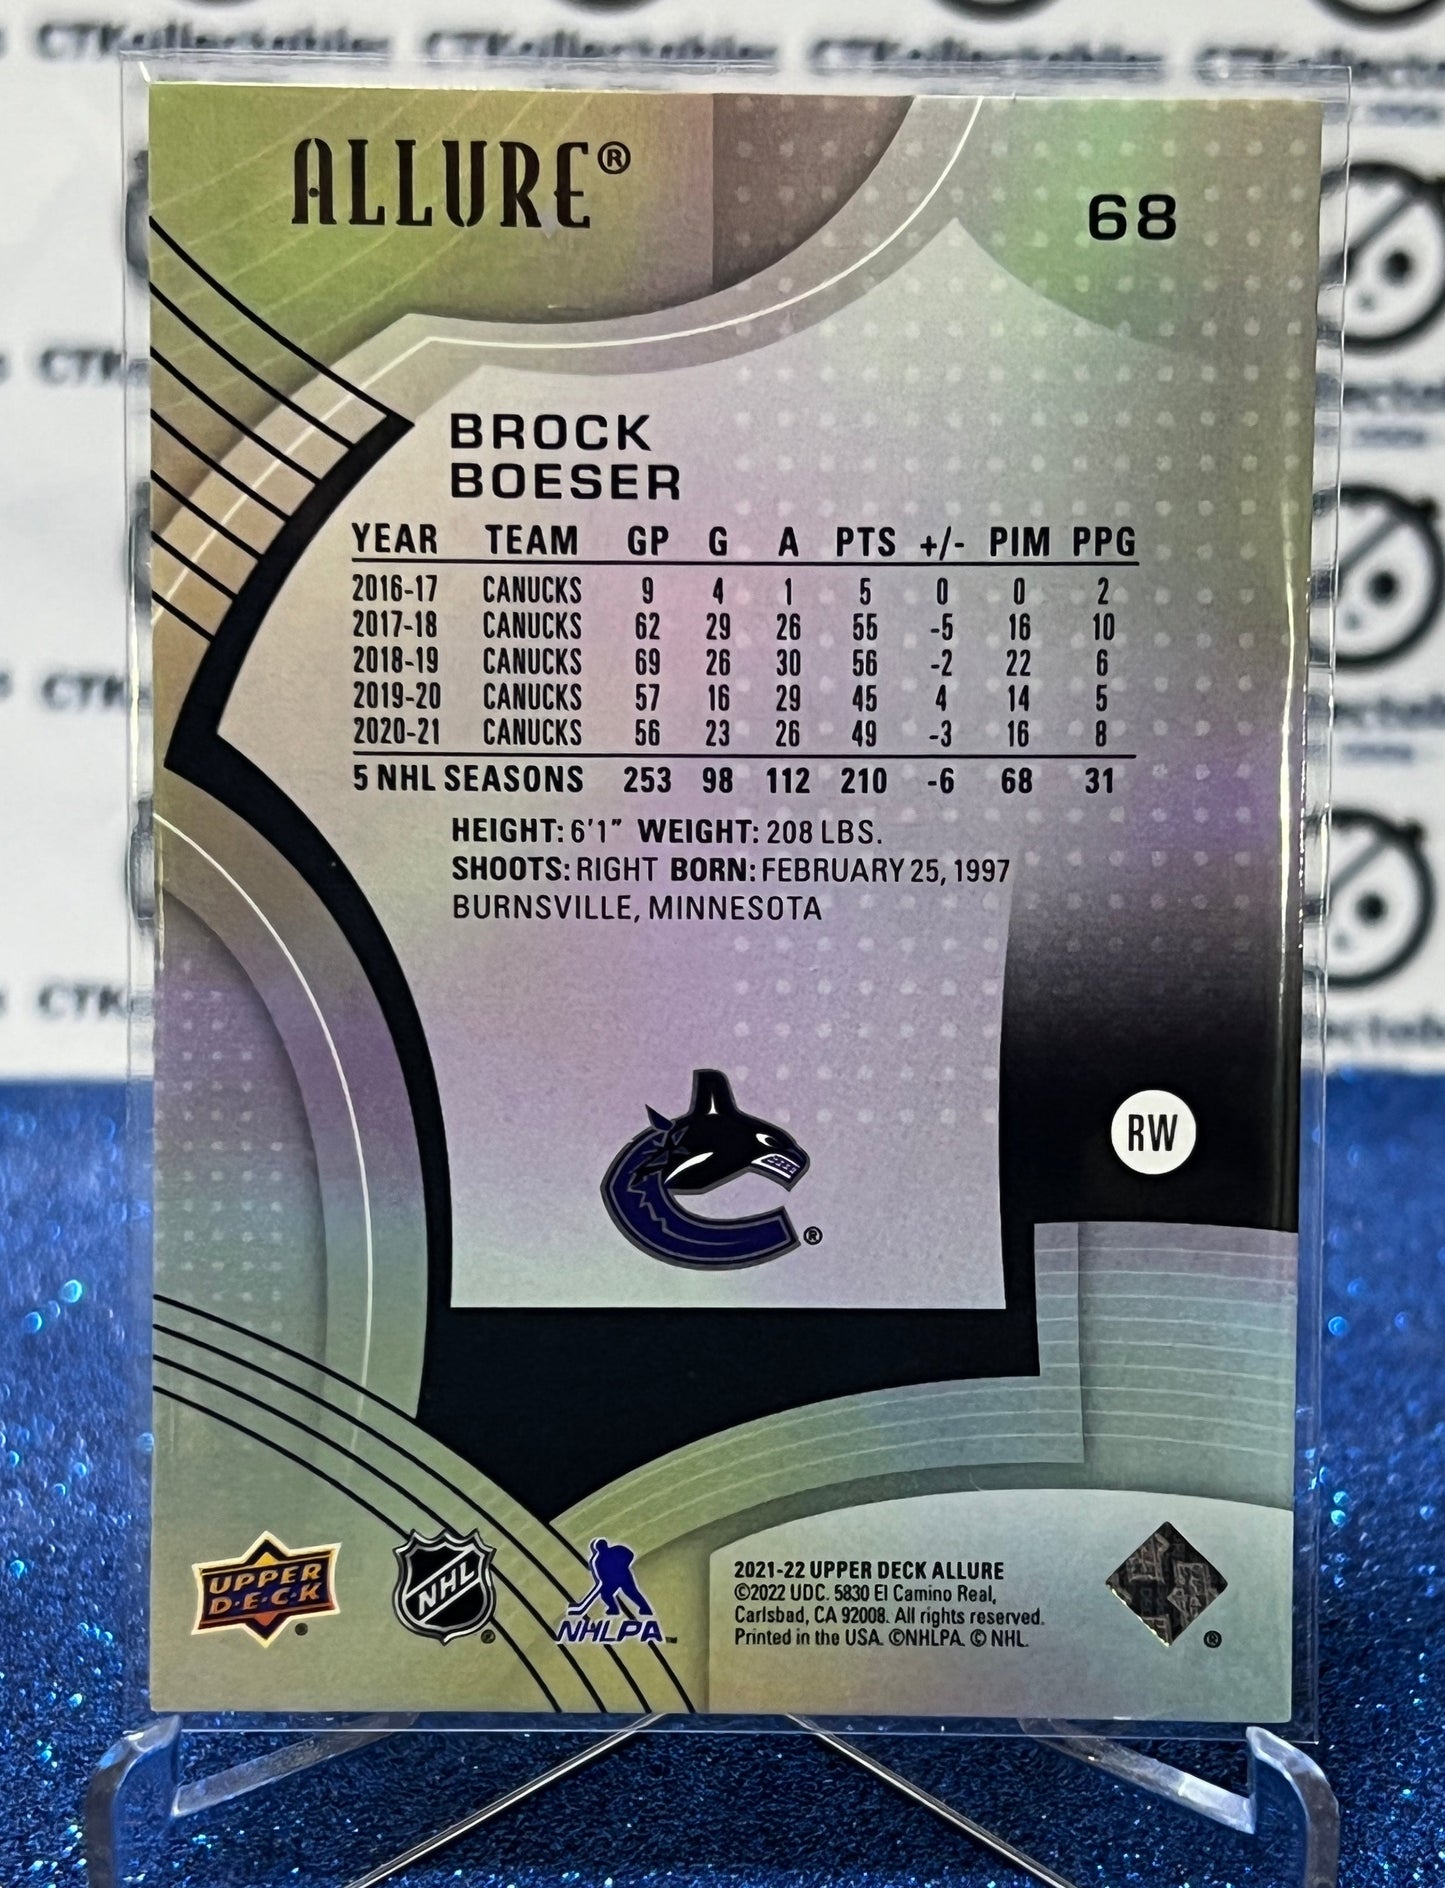 CTKollectables CTKollectables CTKollectables CTKollectables
ALLURE®
68
BROCK
BOESER
YEAR TEAM GP G A PTS +/- PIM PPG
2016-17 CANUCKS 9 4 1 5 0 0 2
2017-18 CANUCKS 62 29 26 55 -5 16 10
2018-19 CANUCKS 69 26 30 56 -2 22 6
2019-20 CANUCKS 57 16 29 45 4 14 5
2020-21 CANUCKS 56 23 26 49 -3 16 8
5 NHL SEASONS 253 98 112 210 -6 68 31
HEIGHT: 6'1" WEIGHT: 208 LBS.
SHOOTS: RIGHT BORN: FEBRUARY 25, 1997
BURNSVILLE, MINNESOTA
RW
®
UPPER
D·E·C·K
®
NHL
®
NHLPA™
2021-22 UPPER DECK ALLURE
©2022 UDC. 5830 El Camino Real,
Carlsbad, CA 92008. All rights reserved.
Printed in the USA. ©NHLPA. © NHL.
®